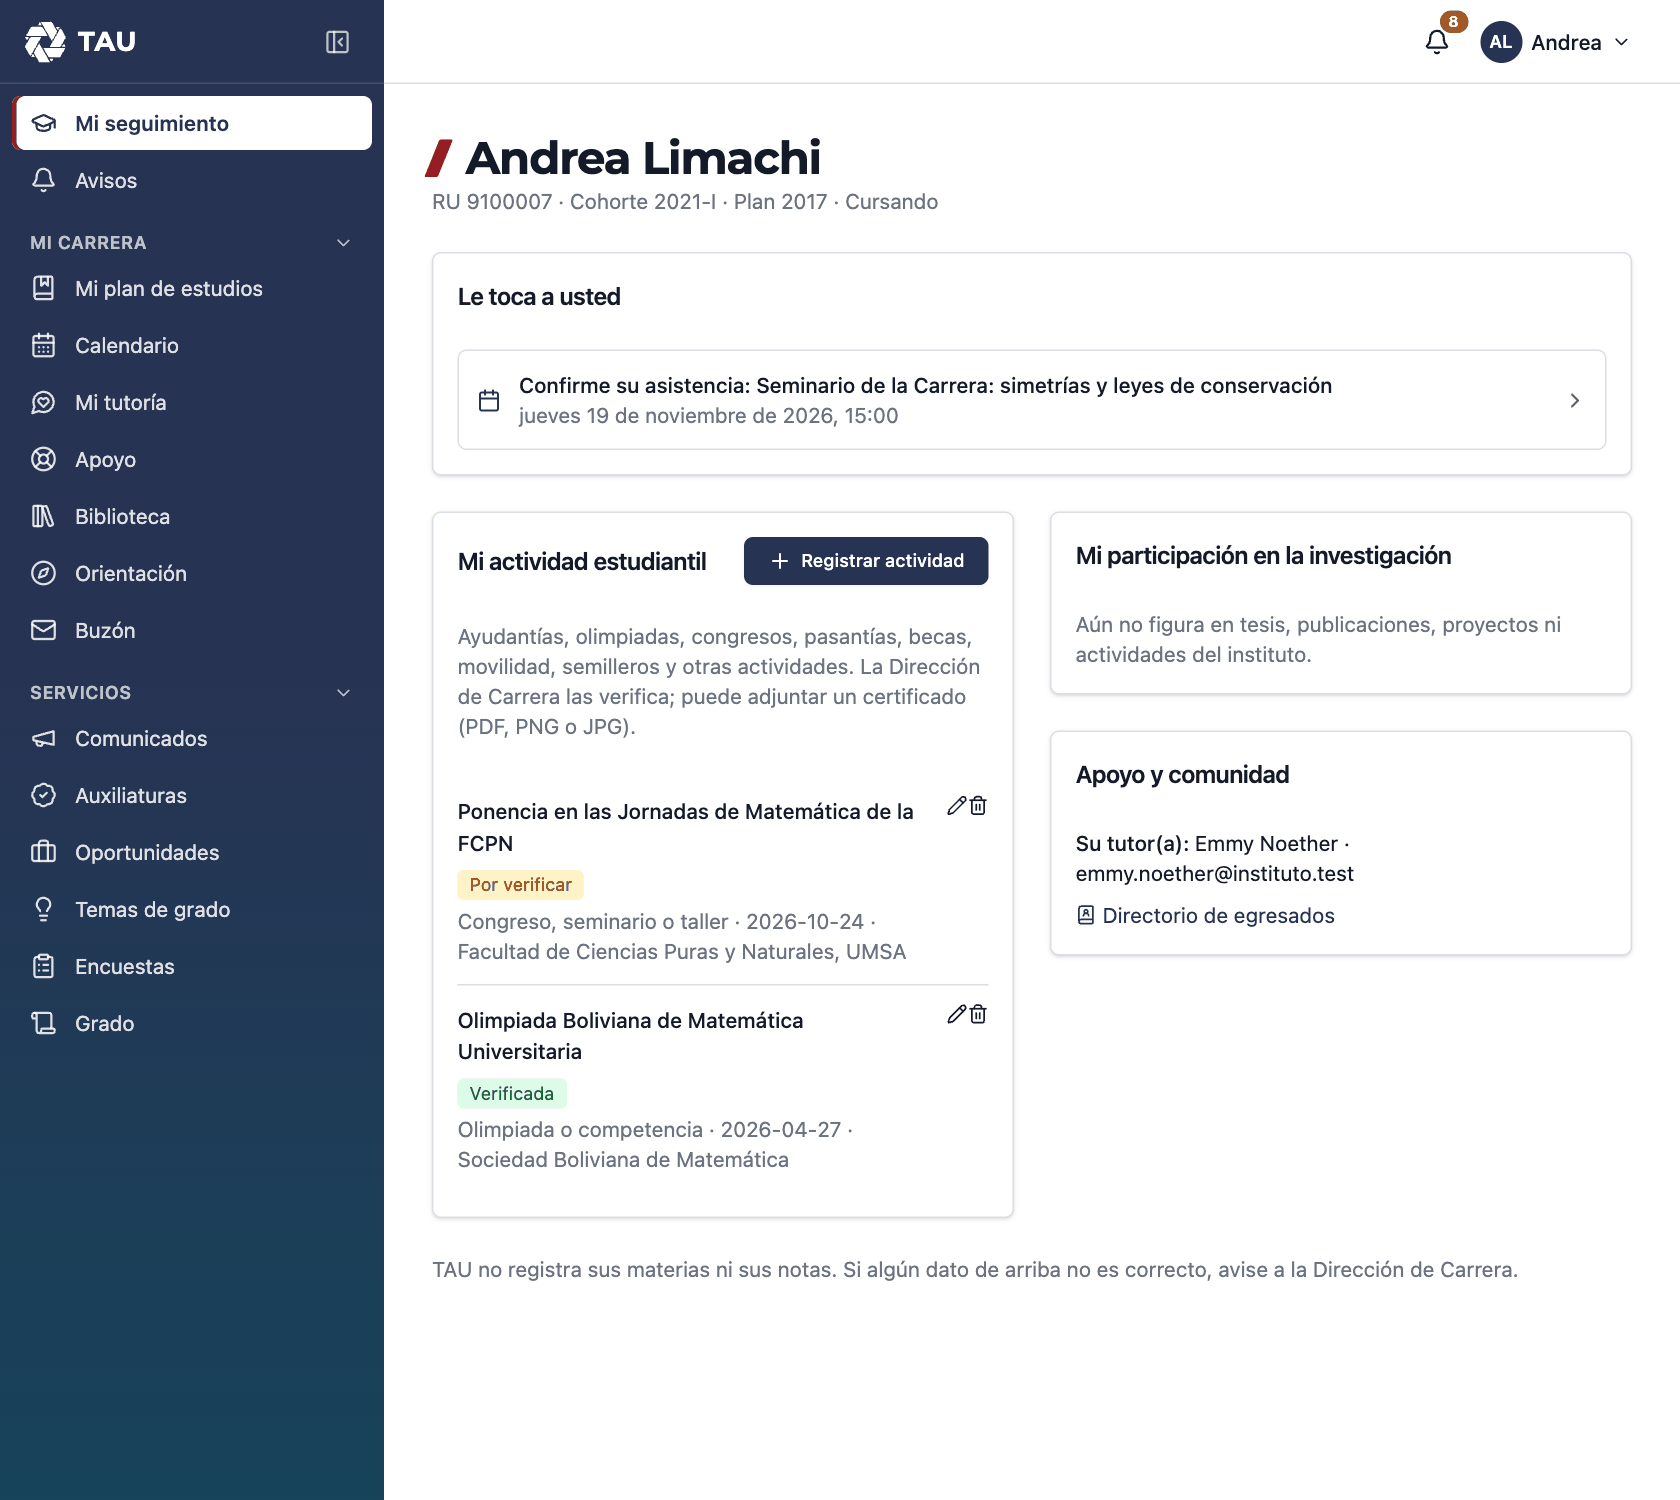 TAU
8
AL
Andrea
Mi seguimiento
Avisos
MI CARRERA
Mi plan de estudios
Calendario
Mi tutoría
Apoyo
Biblioteca
Orientación
Buzón
SERVICIOS
Comunicados
Auxiliaturas
Oportunidades
Temas de grado
Encuestas
Grado
Andrea Limachi
RU 9100007 · Cohorte 2021-I · Plan 2017 · Cursando
Le toca a usted
Confirme su asistencia: Seminario de la Carrera: simetrías y leyes de conservación
jueves 19 de noviembre de 2026, 15:00
Mi actividad estudiantil
Registrar actividad
Ayudantías, olimpiadas, congresos, pasantías, becas,
movilidad, semilleros y otras actividades. La Dirección
de Carrera las verifica; puede adjuntar un certificado
(PDF, PNG o JPG).
Ponencia en las Jornadas de Matemática de la
FCPN
Por verificar
Congreso, seminario o taller · 2026-10-24 ·
Facultad de Ciencias Puras y Naturales, UMSA
Olimpiada Boliviana de Matemática
Universitaria
Verificada
Olimpiada o competencia · 2026-04-27 ·
Sociedad Boliviana de Matemática
Mi participación en la investigación
Aún no figura en tesis, publicaciones, proyectos ni
actividades del instituto.
Apoyo y comunidad
Su tutor(a): Emmy Noether ·
emmy.noether@instituto.test
Directorio de egresados
TAU no registra sus materias ni sus notas. Si algún dato de arriba no es correcto, avise a la Dirección de Carrera.